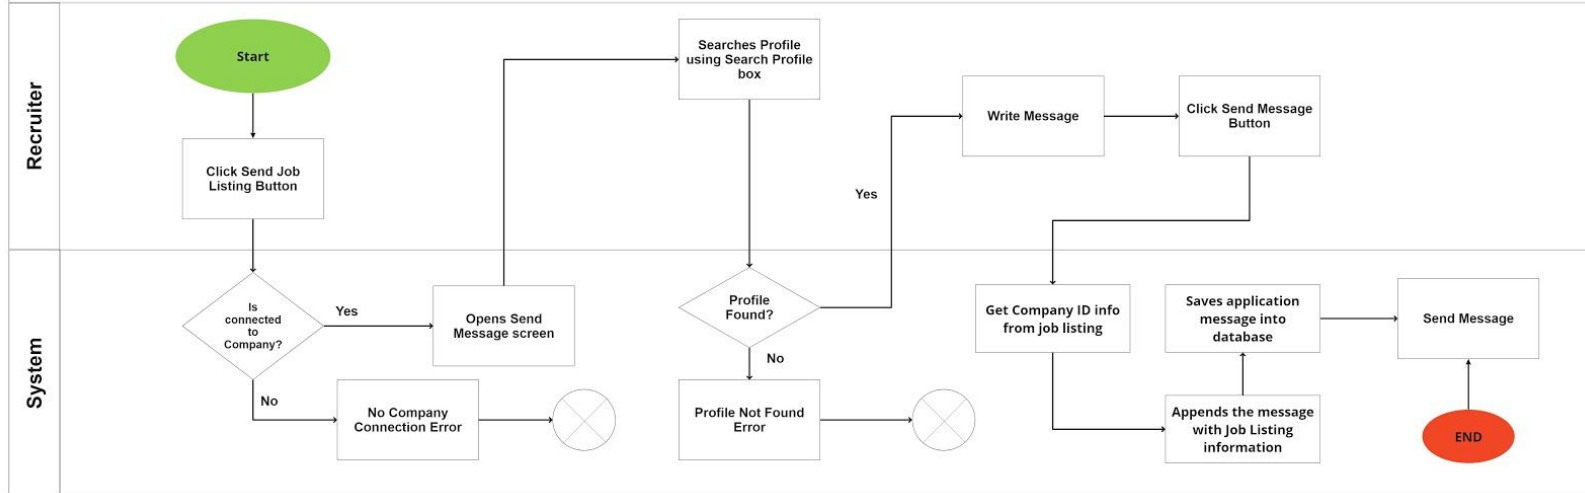 Recruiter
Start
Click Send Job
Listing Button
Searches Profile
using Search Profile
box
Write Message
Click Send Message
Button
Yes
System
Is
connected
to
Company?
Yes
Opens Send
Message screen
No
No Company
Connection Error
Profile
Found?
No
Profile Not Found
Error
Get Company ID info
from job listing
Appends the message
with Job Listing
information
Saves application
message into
database
Send Message
END